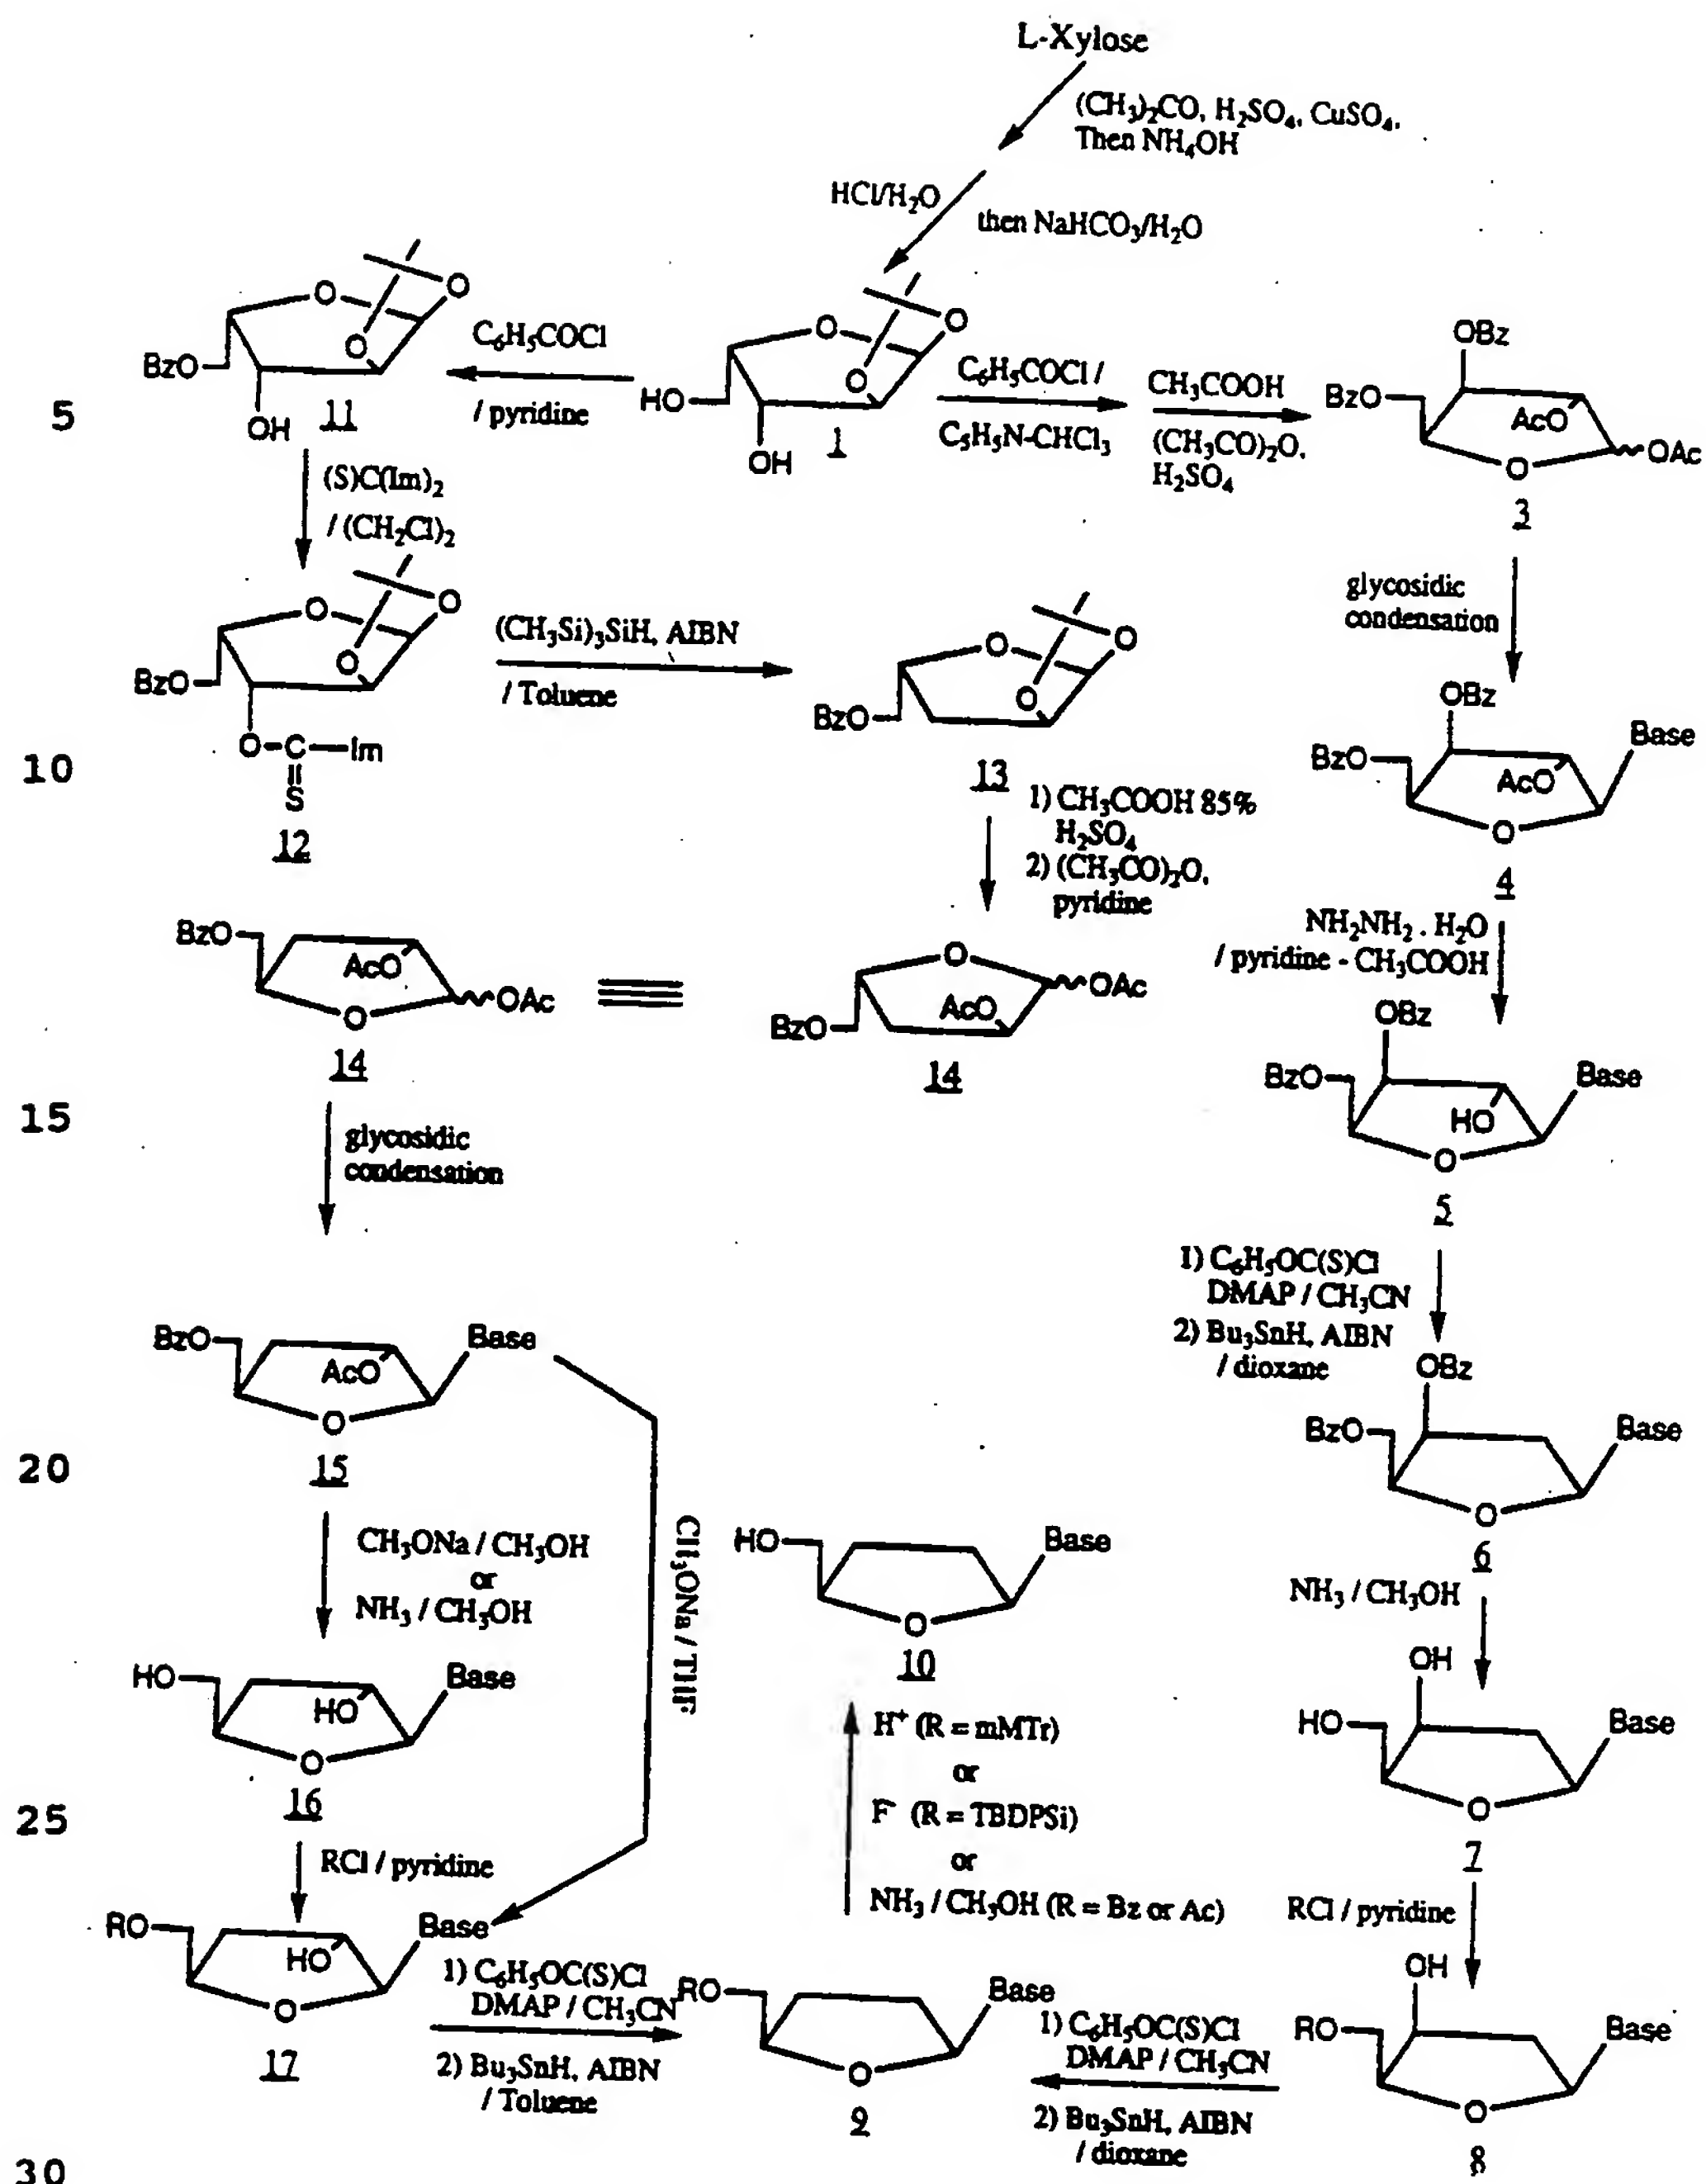 L-Xylose
(CH₃)₂CO, H₂SO₄, CuSO₄,
Then NH₄OH
HCl/H₂O
then NaHCO₃/H₂O
O
O
O
BzO
OH
11
C₆H₅COCl
/ pyridine
O
O
O
HO
OH
1
C₆H₅COCl /
C₅H₅N-CHCl₃
CH₃COOH
(CH₃CO)₂O,
H₂SO₄
OBz
BzO
AcO
OAc
O
3
5
(S)C(Im)₂
/ (CH₂Cl)₂
glycosidic
condensation
O
O
O
BzO
O-C-Im
S
12
(CH₃Si)₃SiH, AIBN
/ Toluene
O
O
O
BzO
13
OBz
BzO
Base
AcO
O
4
10
1) CH₃COOH 85%
H₂SO₄
2) (CH₃CO)₂O,
pyridine
NH₂NH₂ . H₂O
/ pyridine - CH₃COOH
BzO
AcO
OAc
O
14
O
OAc
AcO
BzO
14
OBz
BzO
Base
HO
O
5
15
glycosidic
condensation
1) C₆H₅OC(S)Cl
DMAP / CH₃CN
2) Bu₃SnH, AIBN
/ dioxane
BzO
Base
AcO
O
15
OBz
BzO
Base
O
6
20
CH₃ONa / CH₃OH
or
NH₃ / CH₃OH
CH₃ONa / THF
HO
Base
O
10
NH₃ / CH₃OH
HO
Base
HO
O
16
H⁺ (R = mMTr)
or
F⁻ (R = TBDPSi)
or
NH₃ / CH₃OH (R = Bz or Ac)
OH
HO
Base
O
7
25
RCl / pyridine
RCl / pyridine
RO
Base
HO
O
17
1) C₆H₅OC(S)Cl
DMAP / CH₃CN
2) Bu₃SnH, AIBN
/ Toluene
RO
Base
O
9
1) C₆H₅OC(S)Cl
DMAP / CH₃CN
2) Bu₃SnH, AIBN
/ dioxane
OH
RO
Base
O
8
30